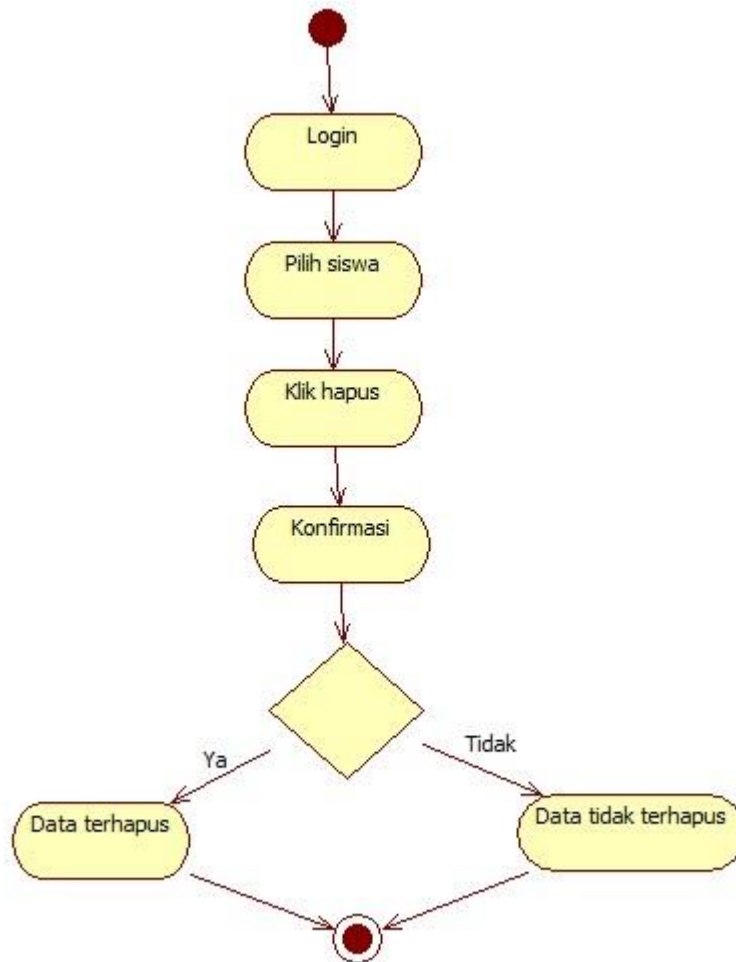 Login
Pilih siswa
Klik hapus
Konfirmasi
Ya
Tidak
Data terhapus
Data tidak terhapus